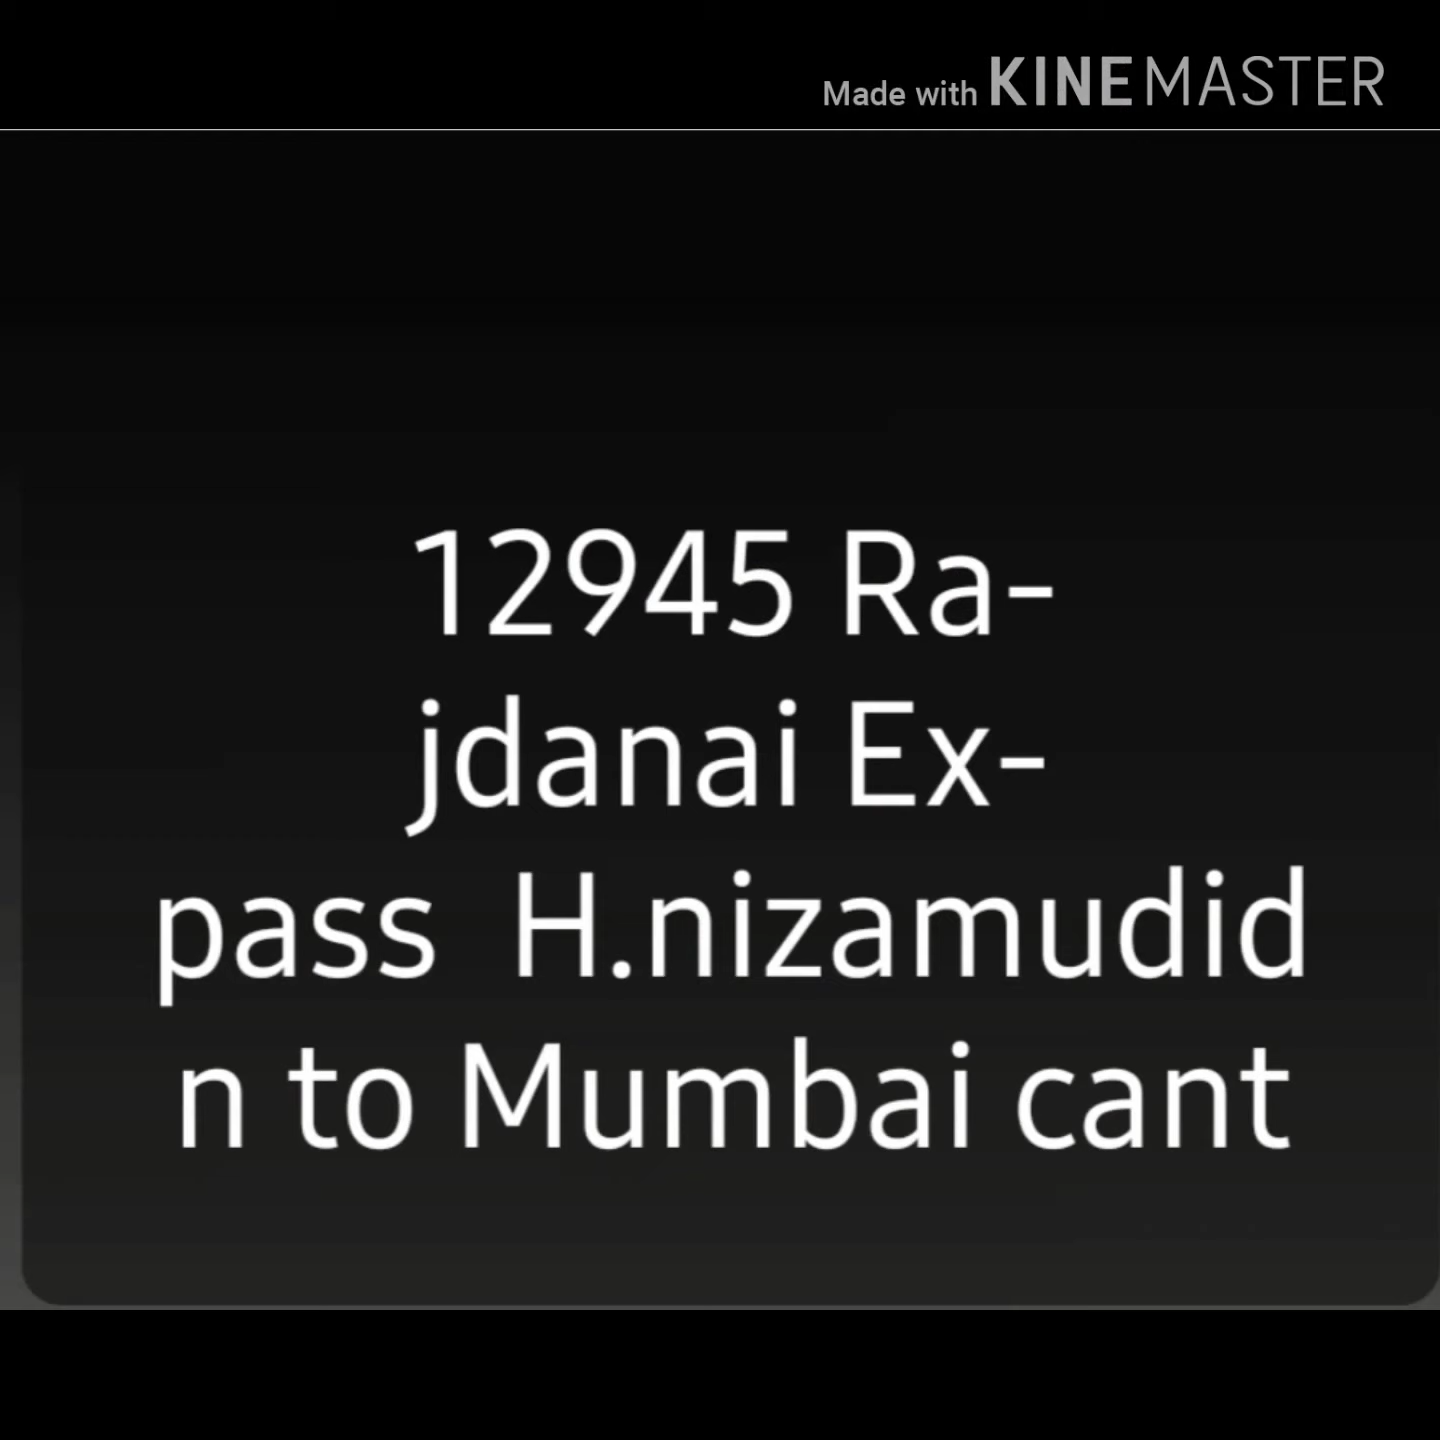 Made with KINEMASTER
12945 Ra-
jdanai Ex-
pass  H.nizamudid
n to Mumbai cant